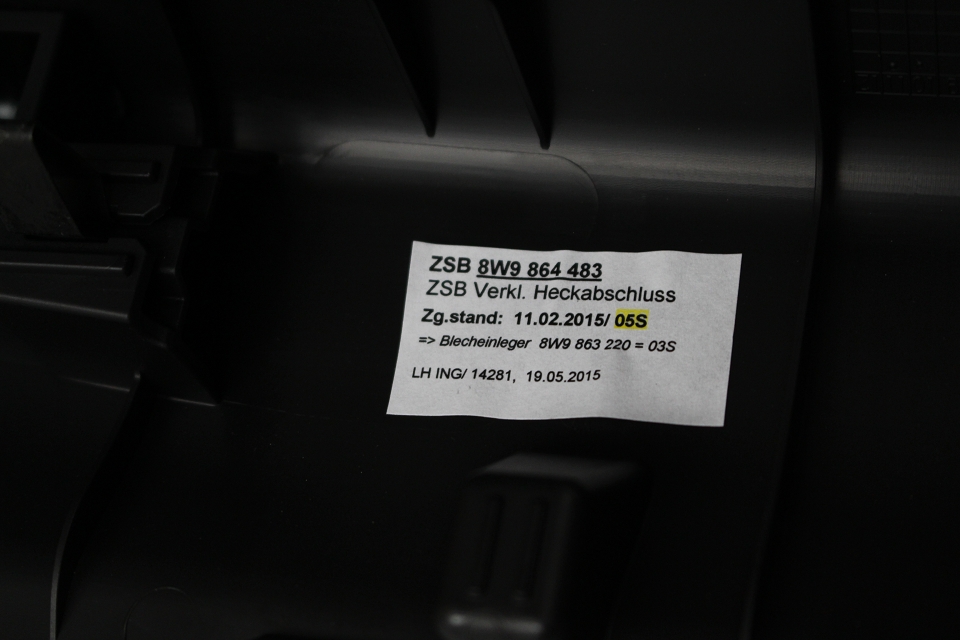 ZSB 8W9 864 483
ZSB Verkl. Heckabschluss
Zg.stand: 11.02.2015/ 05S
=> Blecheinleger 8W9 863 220 = 03S
LH ING/ 14281, 19.05.2015